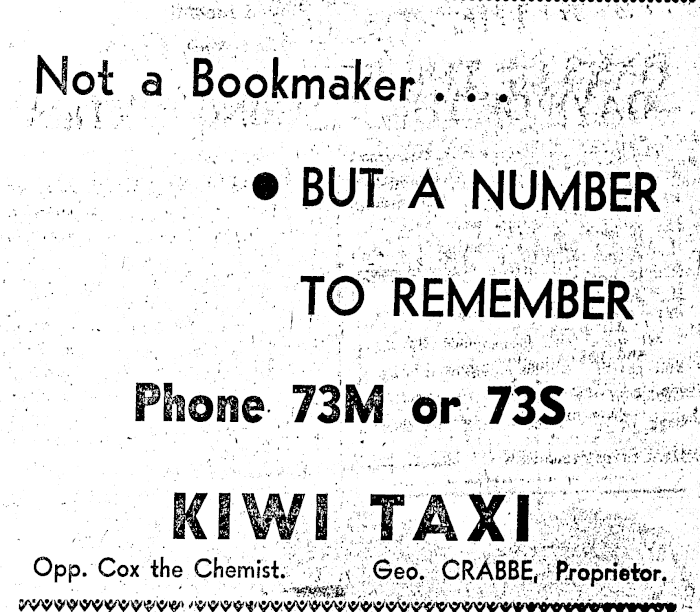 Not a Bookmaker . . .
● BUT A NUMBER
TO REMEMBER
Phone 73M or 73S
KIWI TAXI
Opp. Cox the Chemist. Geo. CRABBE, Proprietor.